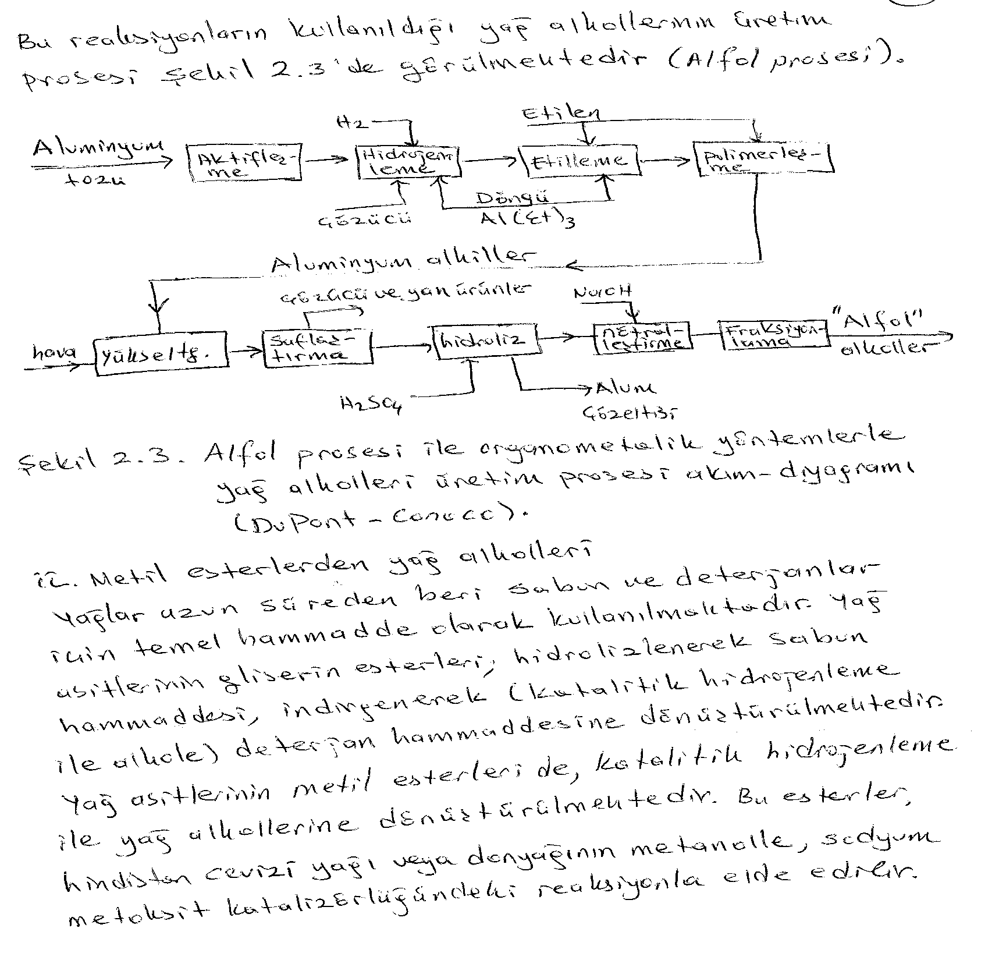 Bu reaksiyonların kullanıldığı yağ alkollerinin üretim
prosesi Şekil 2.3'de görülmektedir (Alfol prosesi).
H2
Etilen
Aluminyum
tozu
Aktifleş-
me
Hidrojen
leme
Etilleme
Polimerleş-
me
Çözücü
Döngü
Al(Et)3
Aluminyum alkiller
Çözücü ve yan ürünler
NaOH
hava
Yükseltg.
Saflaş-
tırma
hidroliz
nötral-
leştirme
Fraksiyon-
lama
"Alfol"
alkoller
H2SO4
Alum
Çözeltisi
Şekil 2.3. Alfol prosesi ile organometalik yöntemlerle
yağ alkolleri üretim prosesi akım-diyagramı
(DuPont - Conoco).
ii. Metil esterlerden yağ alkolleri
Yağlar uzun süreden beri sabun ve deterjanlar
için temel hammadde olarak kullanılmaktadır. Yağ
asitlerinin gliserin esterleri, hidrolizlenerek sabun
hammaddesi, indirgenerek (katalitik hidrojenleme
ile alkole) deterjan hammaddesine dönüştürülmektedir.
Yağ asitlerinin metil esterleri de, katalitik hidrojenleme
ile yağ alkollerine dönüştürülmektedir. Bu esterler,
hindistan cevizi yağı veya donyağının metanolle, sodyum
metoksit katalizörlüğündeki reaksiyonla elde edilir.